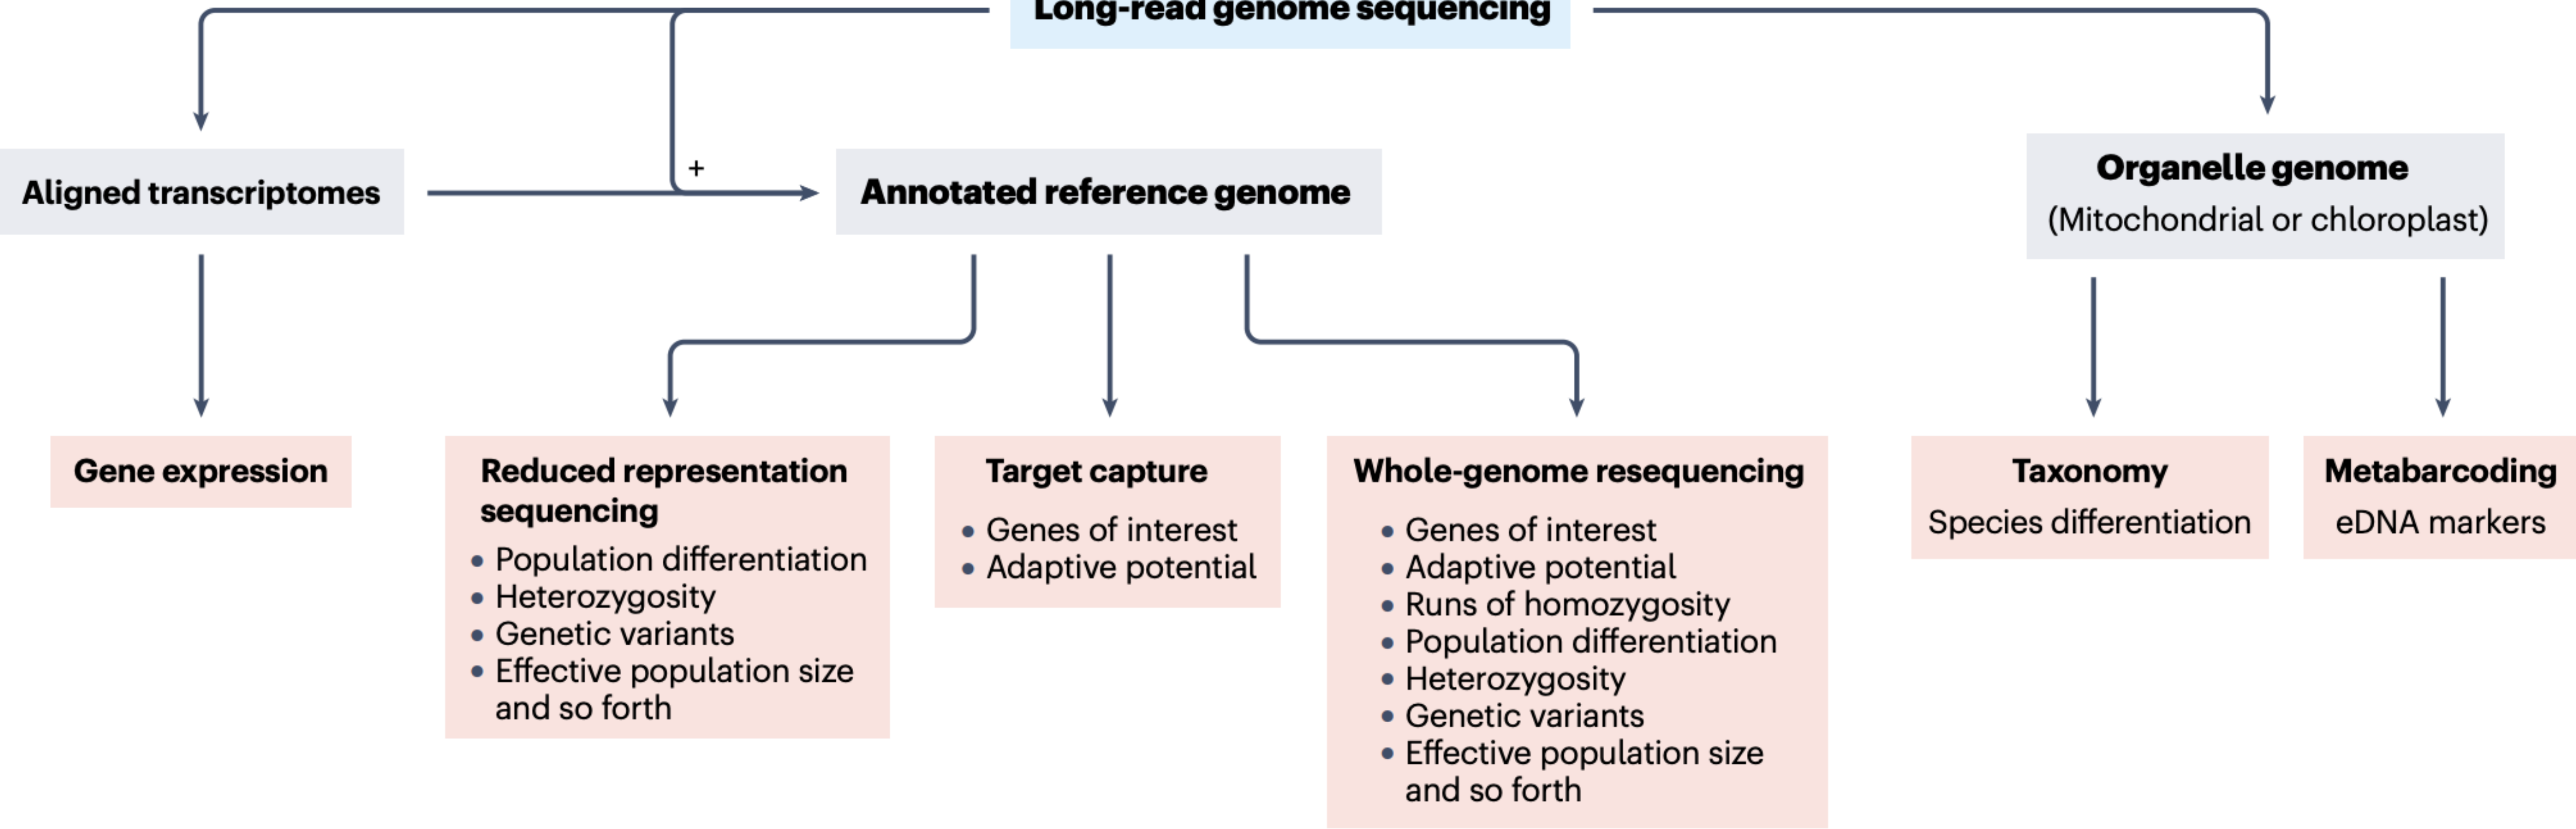 Long-read genome sequencing
+
Aligned transcriptomes
Annotated reference genome
Organelle genome
(Mitochondrial or chloroplast)
Gene expression
Reduced representation
sequencing
• Population differentiation
• Heterozygosity
• Genetic variants
• Effective population size
and so forth
Target capture
• Genes of interest
• Adaptive potential
Whole-genome resequencing
• Genes of interest
• Adaptive potential
• Runs of homozygosity
• Population differentiation
• Heterozygosity
• Genetic variants
• Effective population size
and so forth
Taxonomy
Species differentiation
Metabarcoding
eDNA markers